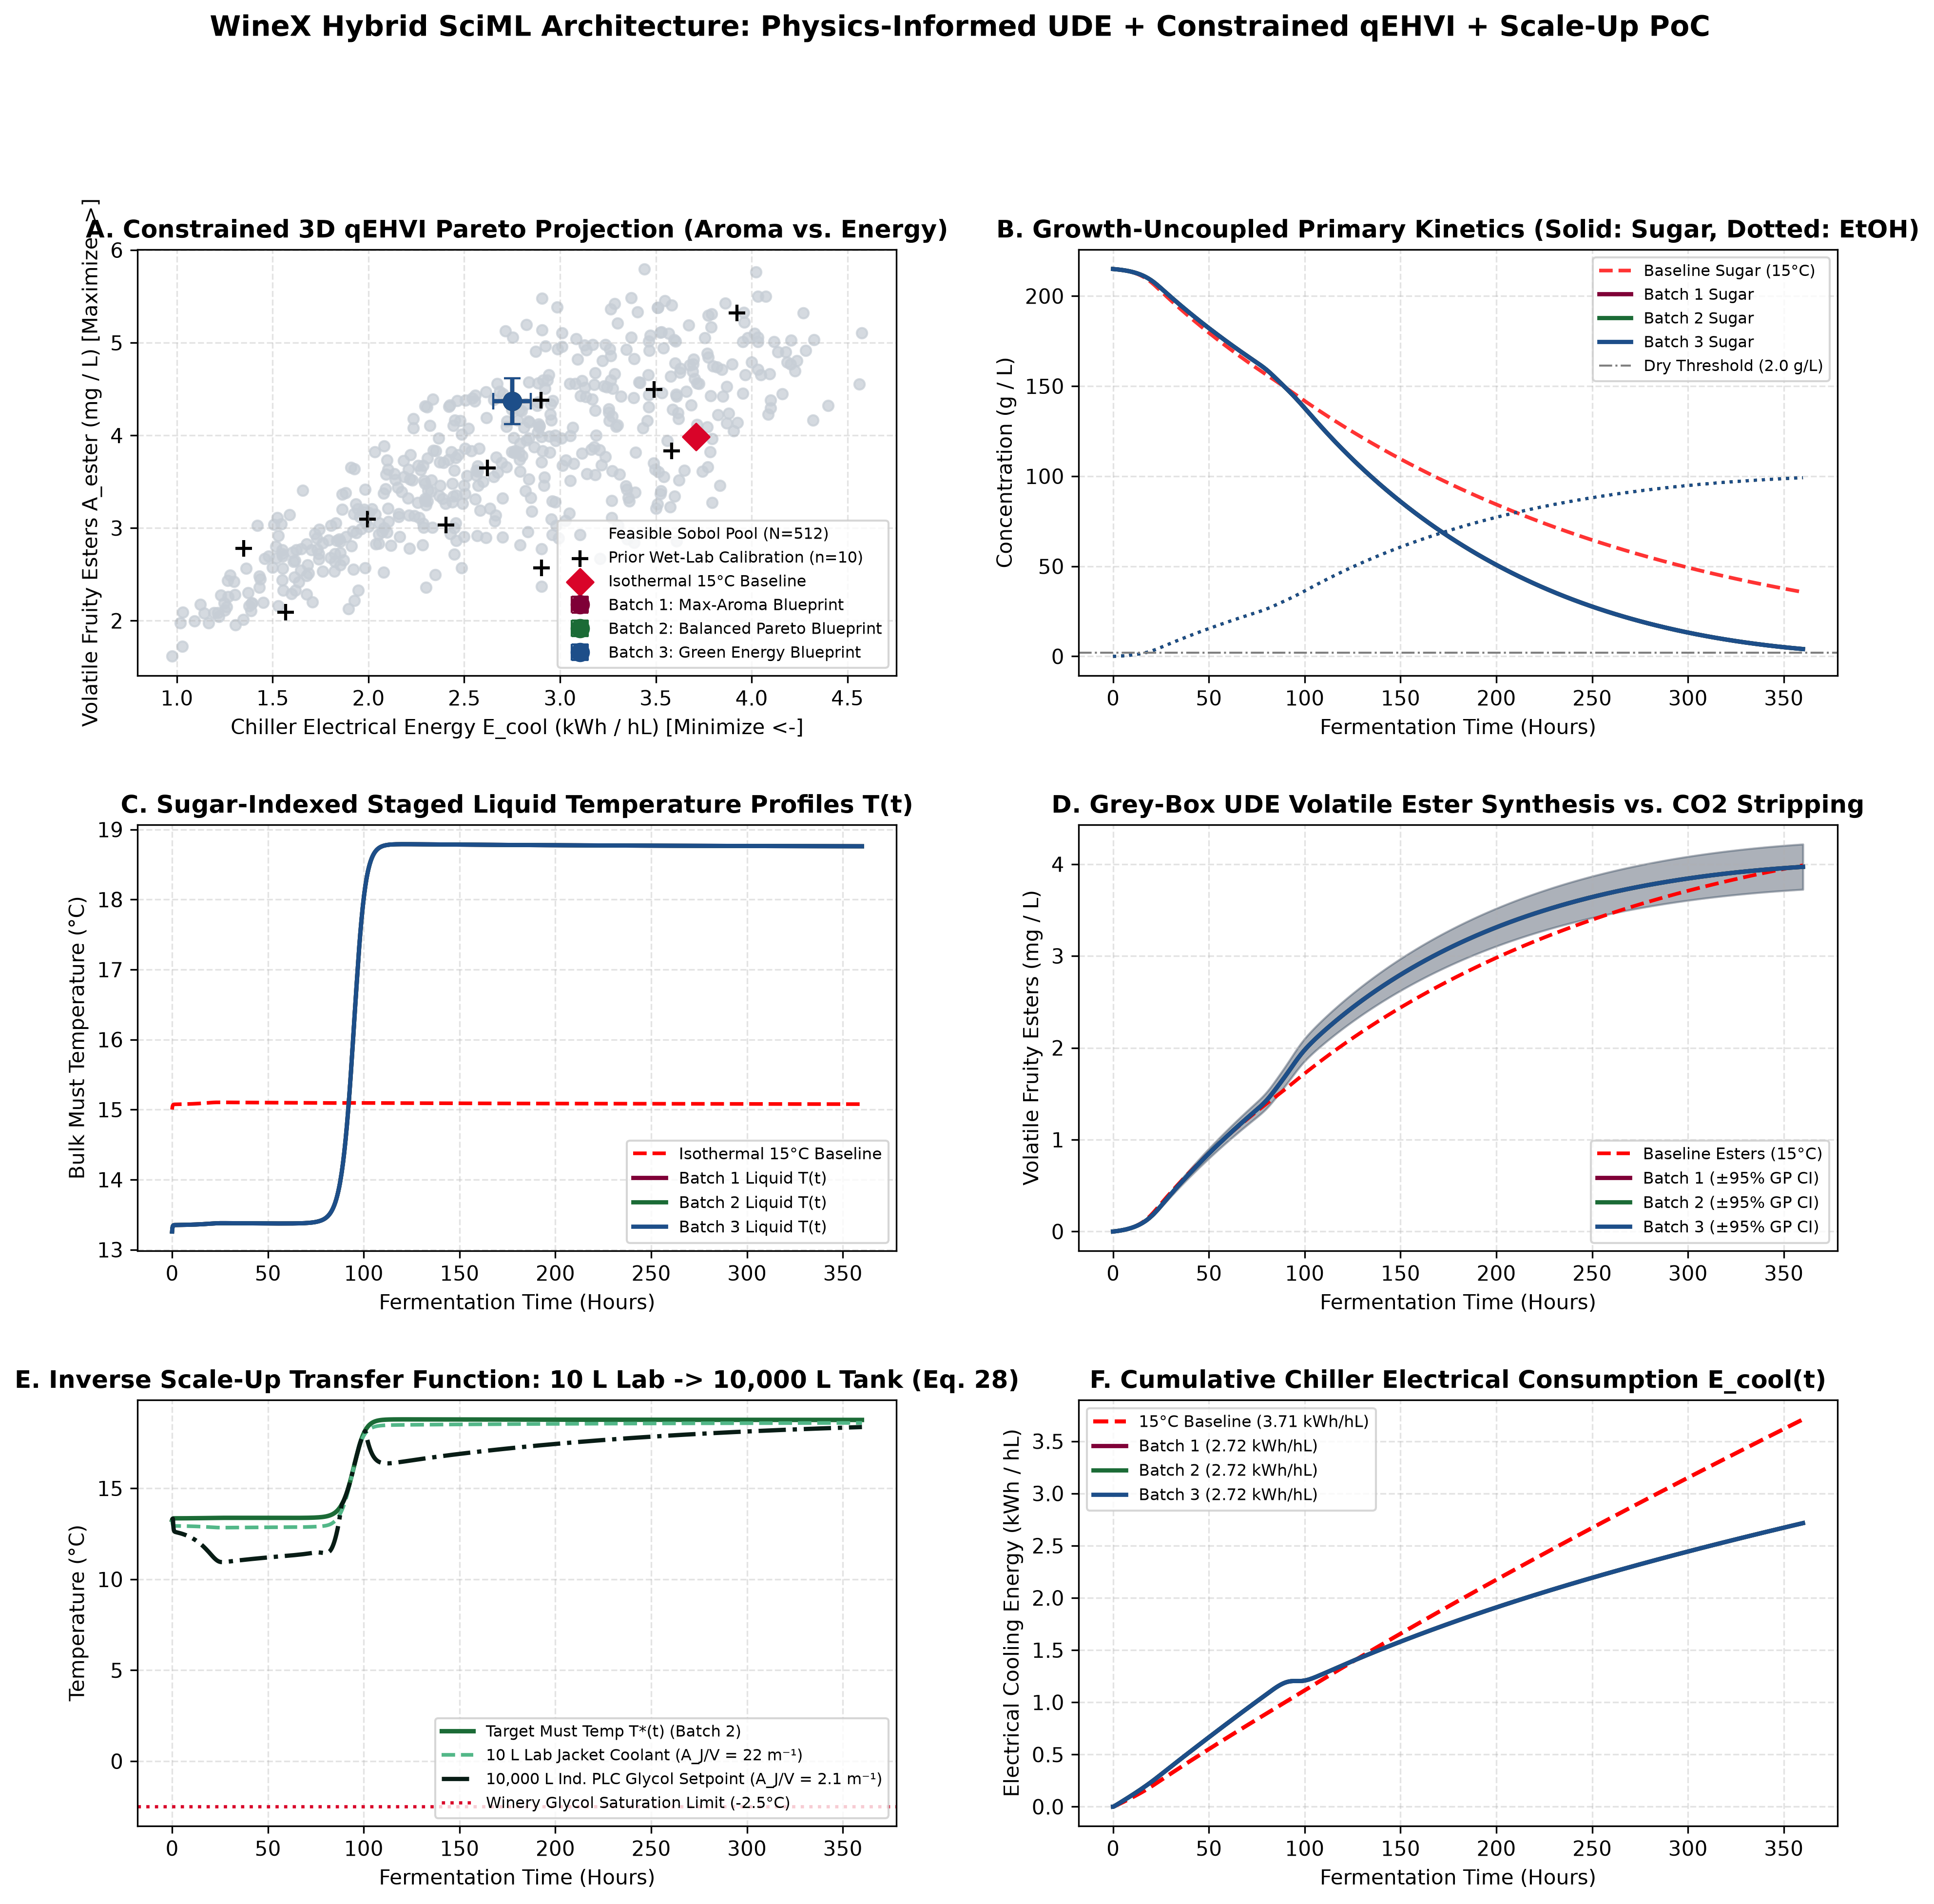 WineX Hybrid SciML Architecture: Physics-Informed UDE + Constrained qEHVI + Scale-Up PoC
A. Constrained 3D qEHVI Pareto Projection (Aroma vs. Energy)
Volatile Fruity Esters A_ester (mg / L) [Maximize ->]
6
5
4
3
2
Feasible Sobol Pool (N=512)
Prior Wet-Lab Calibration (n=10)
Isothermal 15°C Baseline
Batch 1: Max-Aroma Blueprint
Batch 2: Balanced Pareto Blueprint
Batch 3: Green Energy Blueprint
1.0 1.5 2.0 2.5 3.0 3.5 4.0 4.5
Chiller Electrical Energy E_cool (kWh / hL) [Minimize <-]
B. Growth-Uncoupled Primary Kinetics (Solid: Sugar, Dotted: EtOH)
Concentration (g / L)
200
150
100
50
0
Baseline Sugar (15°C)
Batch 1 Sugar
Batch 2 Sugar
Batch 3 Sugar
Dry Threshold (2.0 g/L)
0 50 100 150 200 250 300 350
Fermentation Time (Hours)
C. Sugar-Indexed Staged Liquid Temperature Profiles T(t)
Bulk Must Temperature (°C)
19
18
17
16
15
14
13
Isothermal 15°C Baseline
Batch 1 Liquid T(t)
Batch 2 Liquid T(t)
Batch 3 Liquid T(t)
0 50 100 150 200 250 300 350
Fermentation Time (Hours)
D. Grey-Box UDE Volatile Ester Synthesis vs. CO2 Stripping
Volatile Fruity Esters (mg / L)
4
3
2
1
0
Baseline Esters (15°C)
Batch 1 (±95% GP CI)
Batch 2 (±95% GP CI)
Batch 3 (±95% GP CI)
0 50 100 150 200 250 300 350
Fermentation Time (Hours)
E. Inverse Scale-Up Transfer Function: 10 L Lab -> 10,000 L Tank (Eq. 28)
Temperature (°C)
15
10
5
0
Target Must Temp T*(t) (Batch 2)
10 L Lab Jacket Coolant (A_J/V = 22 m⁻¹)
10,000 L Ind. PLC Glycol Setpoint (A_J/V = 2.1 m⁻¹)
Winery Glycol Saturation Limit (-2.5°C)
0 50 100 150 200 250 300 350
Fermentation Time (Hours)
F. Cumulative Chiller Electrical Consumption E_cool(t)
Electrical Cooling Energy (kWh / hL)
3.5
3.0
2.5
2.0
1.5
1.0
0.5
0.0
15°C Baseline (3.71 kWh/hL)
Batch 1 (2.72 kWh/hL)
Batch 2 (2.72 kWh/hL)
Batch 3 (2.72 kWh/hL)
0 50 100 150 200 250 300 350
Fermentation Time (Hours)